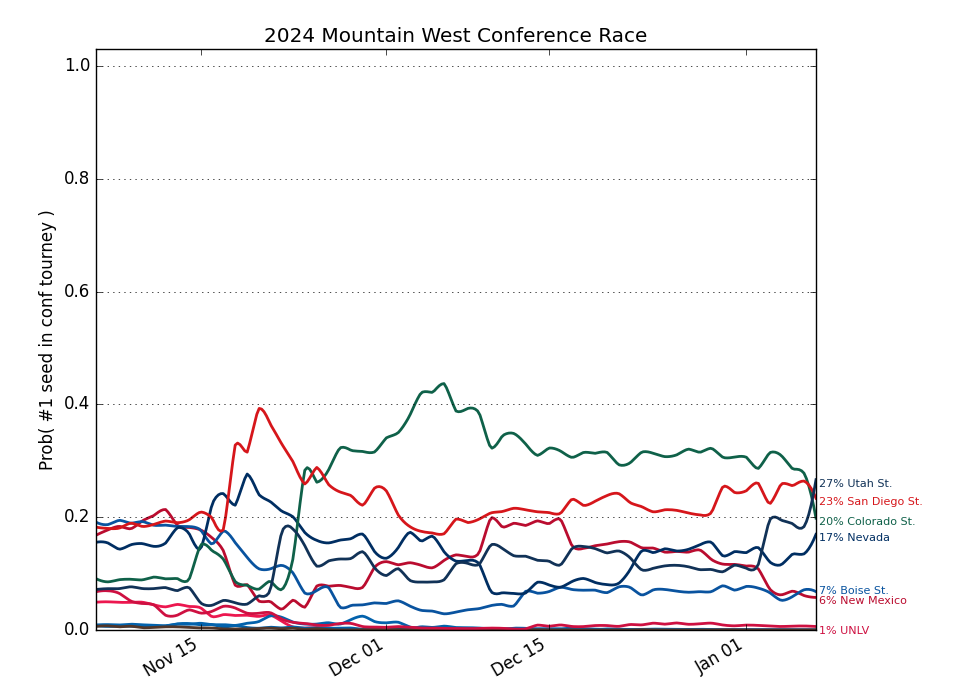 2024 Mountain West Conference Race
Prob( #1 seed in conf tourney )
1.0
0.8
0.6
0.4
0.2
0.0
Nov 15
Dec 01
Dec 15
Jan 01
27% Utah St.
23% San Diego St.
20% Colorado St.
17% Nevada
7% Boise St.
6% New Mexico
1% UNLV